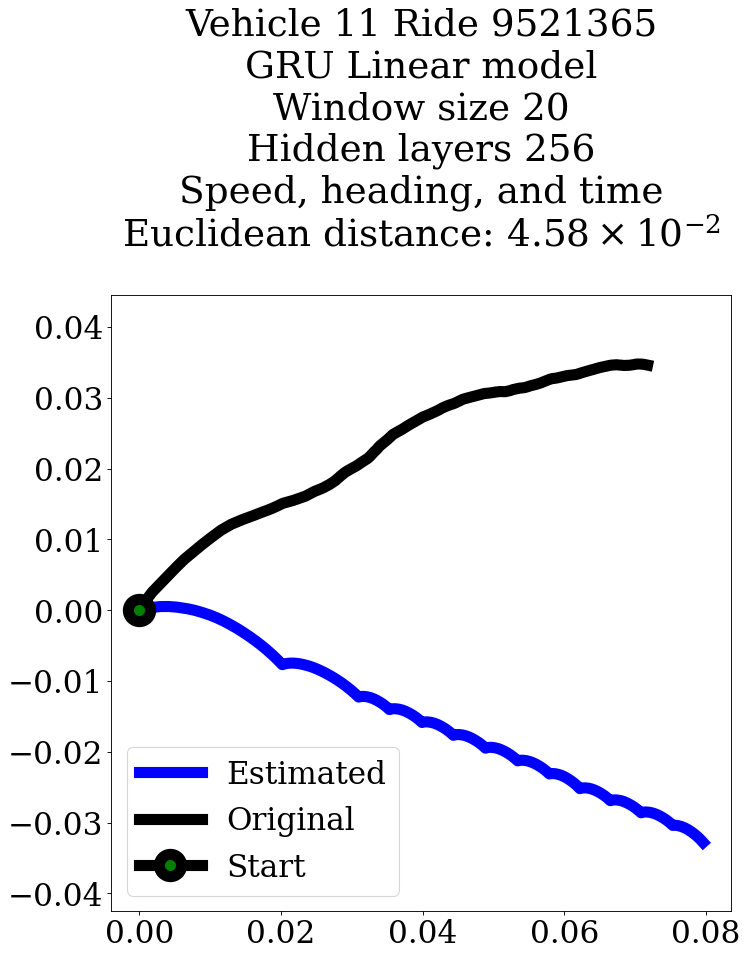 Vehicle 11 Ride 9521365
GRU Linear model
Window size 20
Hidden layers 256
Speed, heading, and time
Euclidean distance: 4.58 × 10⁻²
0.04
0.03
0.02
0.01
0.00
−0.01
−0.02
−0.03
−0.04
Estimated
Original
Start
0.00 0.02 0.04 0.06 0.08